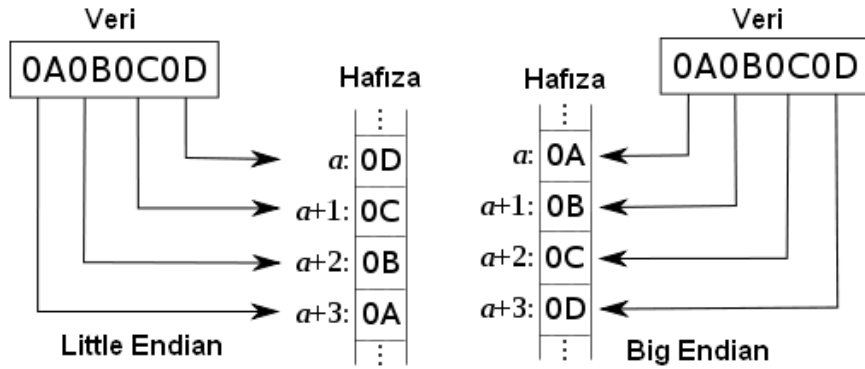 Veri
0A0B0C0D
Hafıza
⋮
a: 0D
a+1: 0C
a+2: 0B
a+3: 0A
⋮
Little Endian
Veri
0A0B0C0D
Hafıza
⋮
a: 0A
a+1: 0B
a+2: 0C
a+3: 0D
⋮
Big Endian